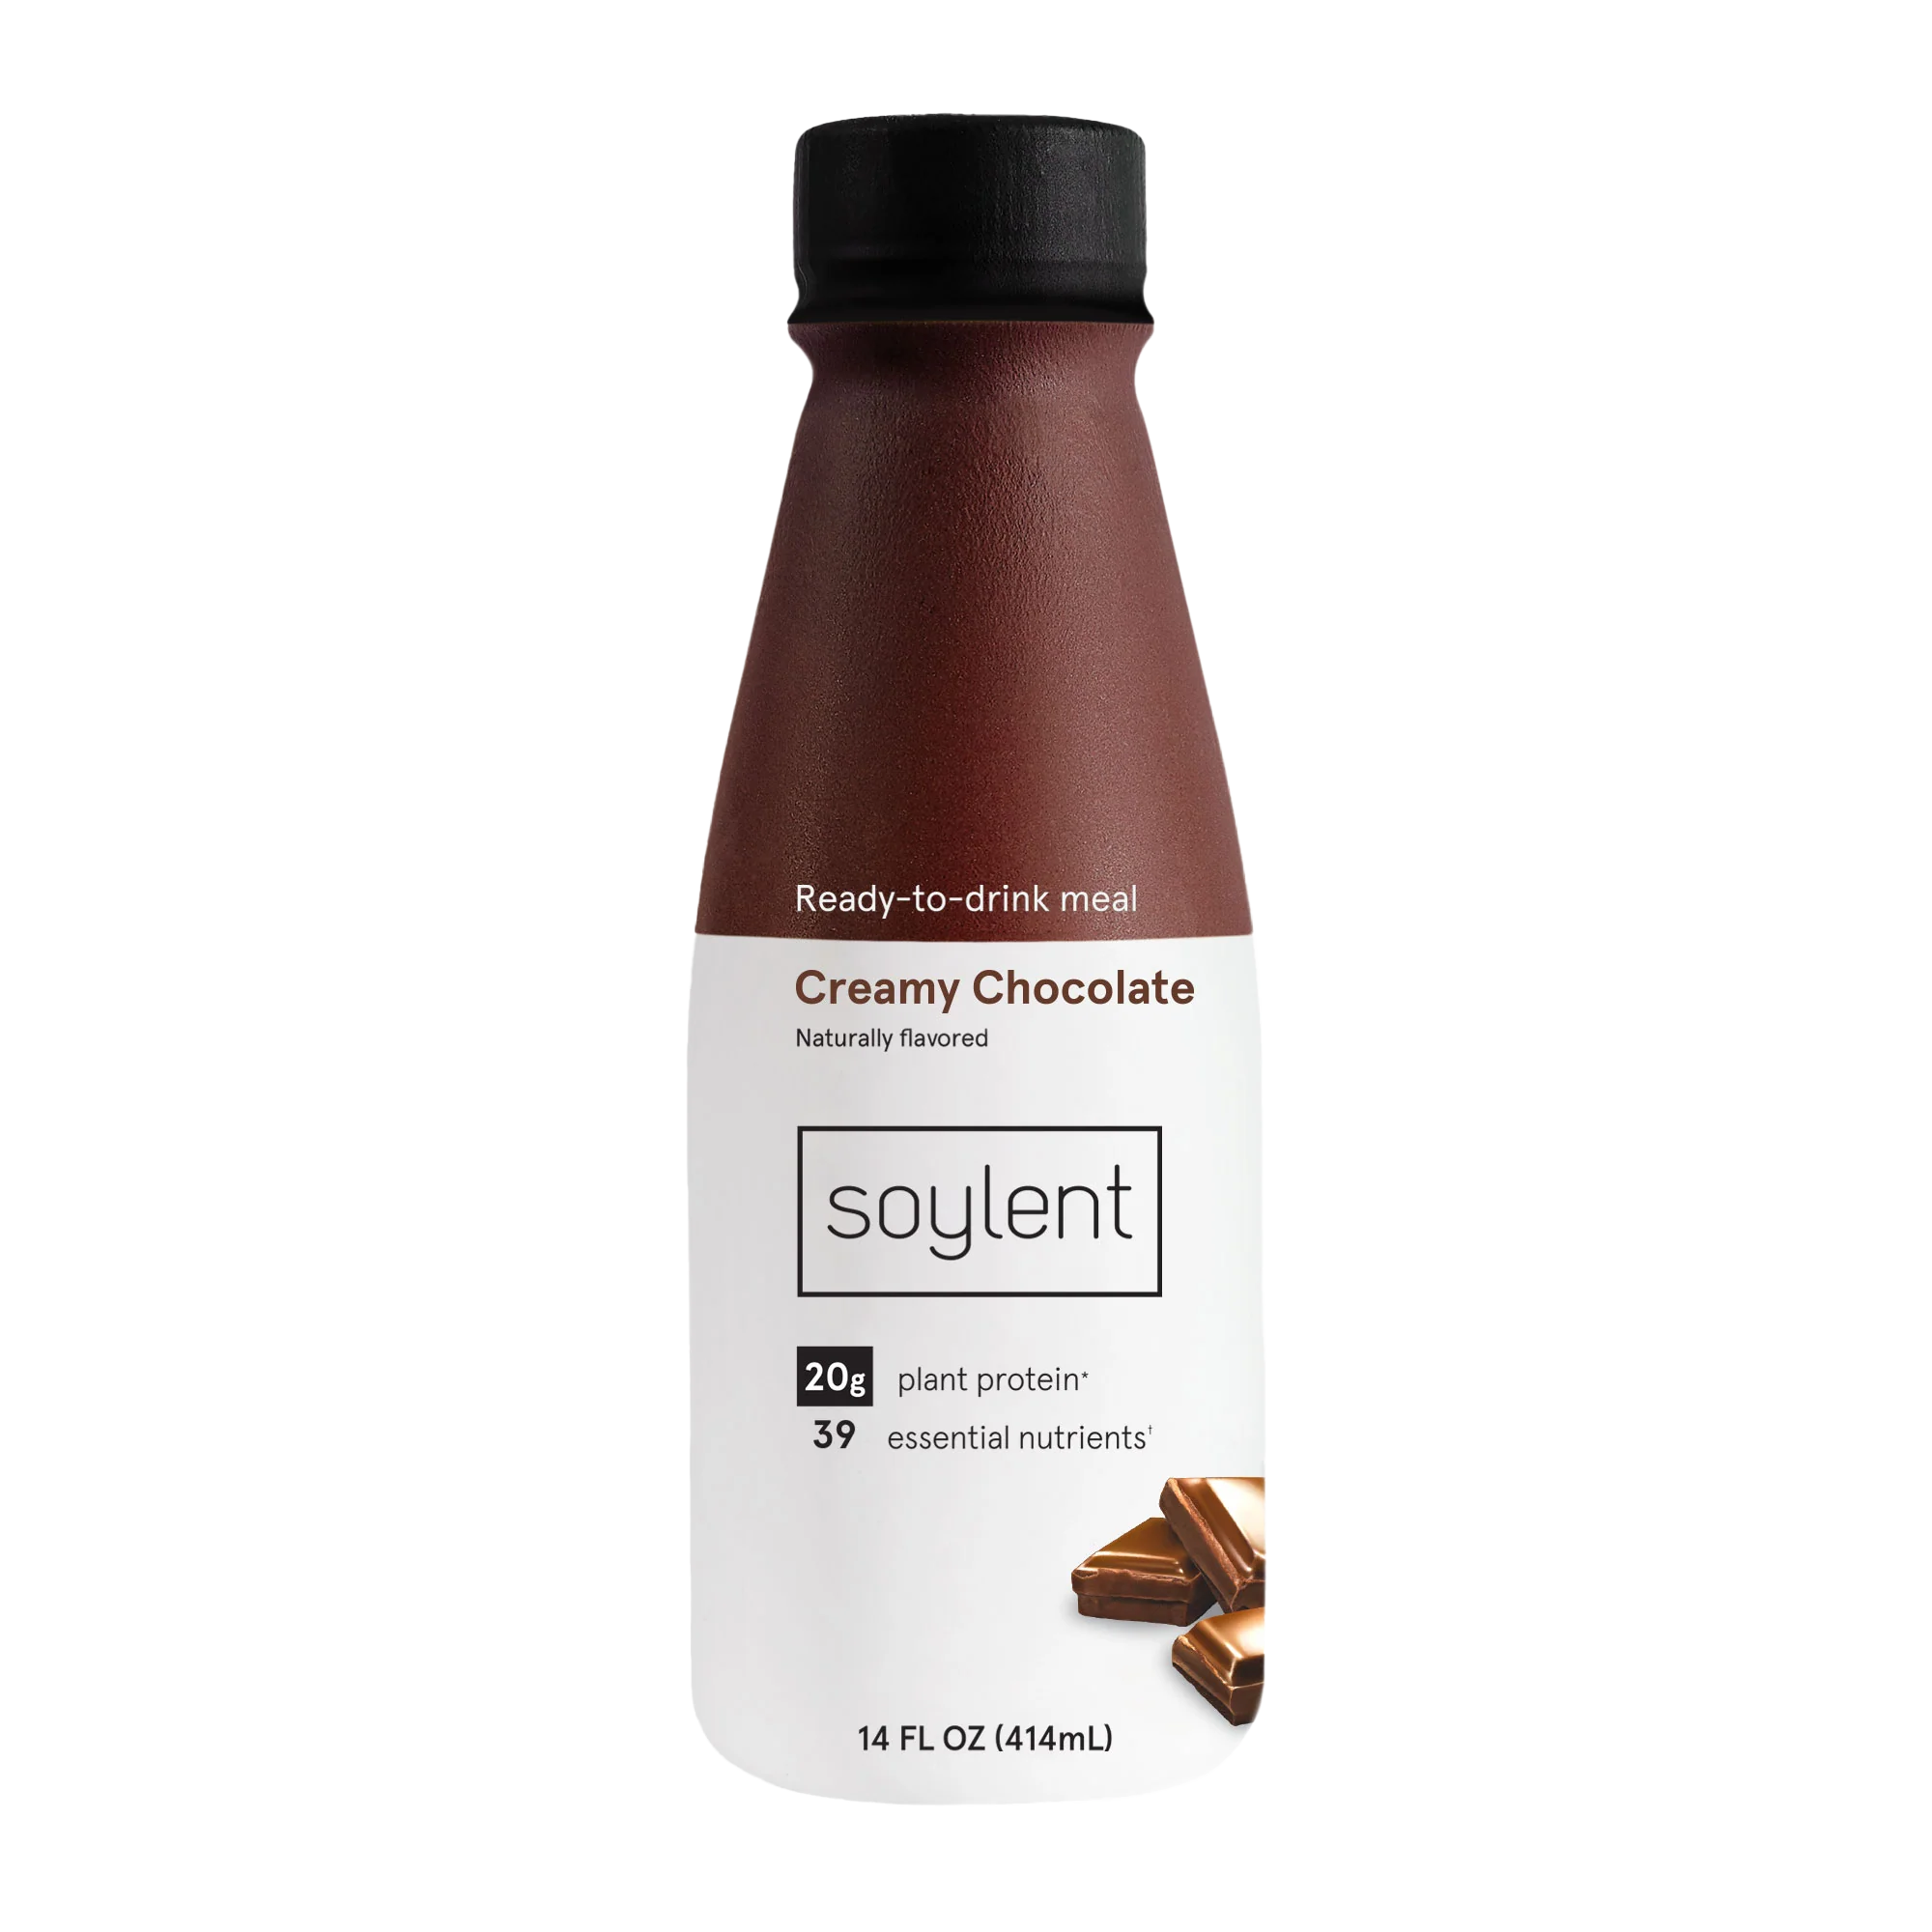 Ready-to-drink meal
Creamy Chocolate
Naturally flavored
soylent
20g plant protein*
39 essential nutrients†
14 FL OZ (414mL)